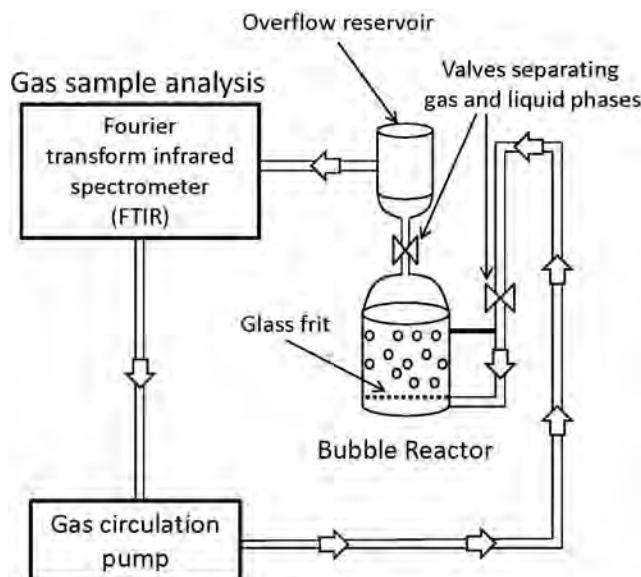 Overflow reservoir
Gas sample analysis
Valves separating
gas and liquid phases
Fourier
transform infrared
spectrometer
(FTIR)
Glass frit
Bubble Reactor
Gas circulation
pump